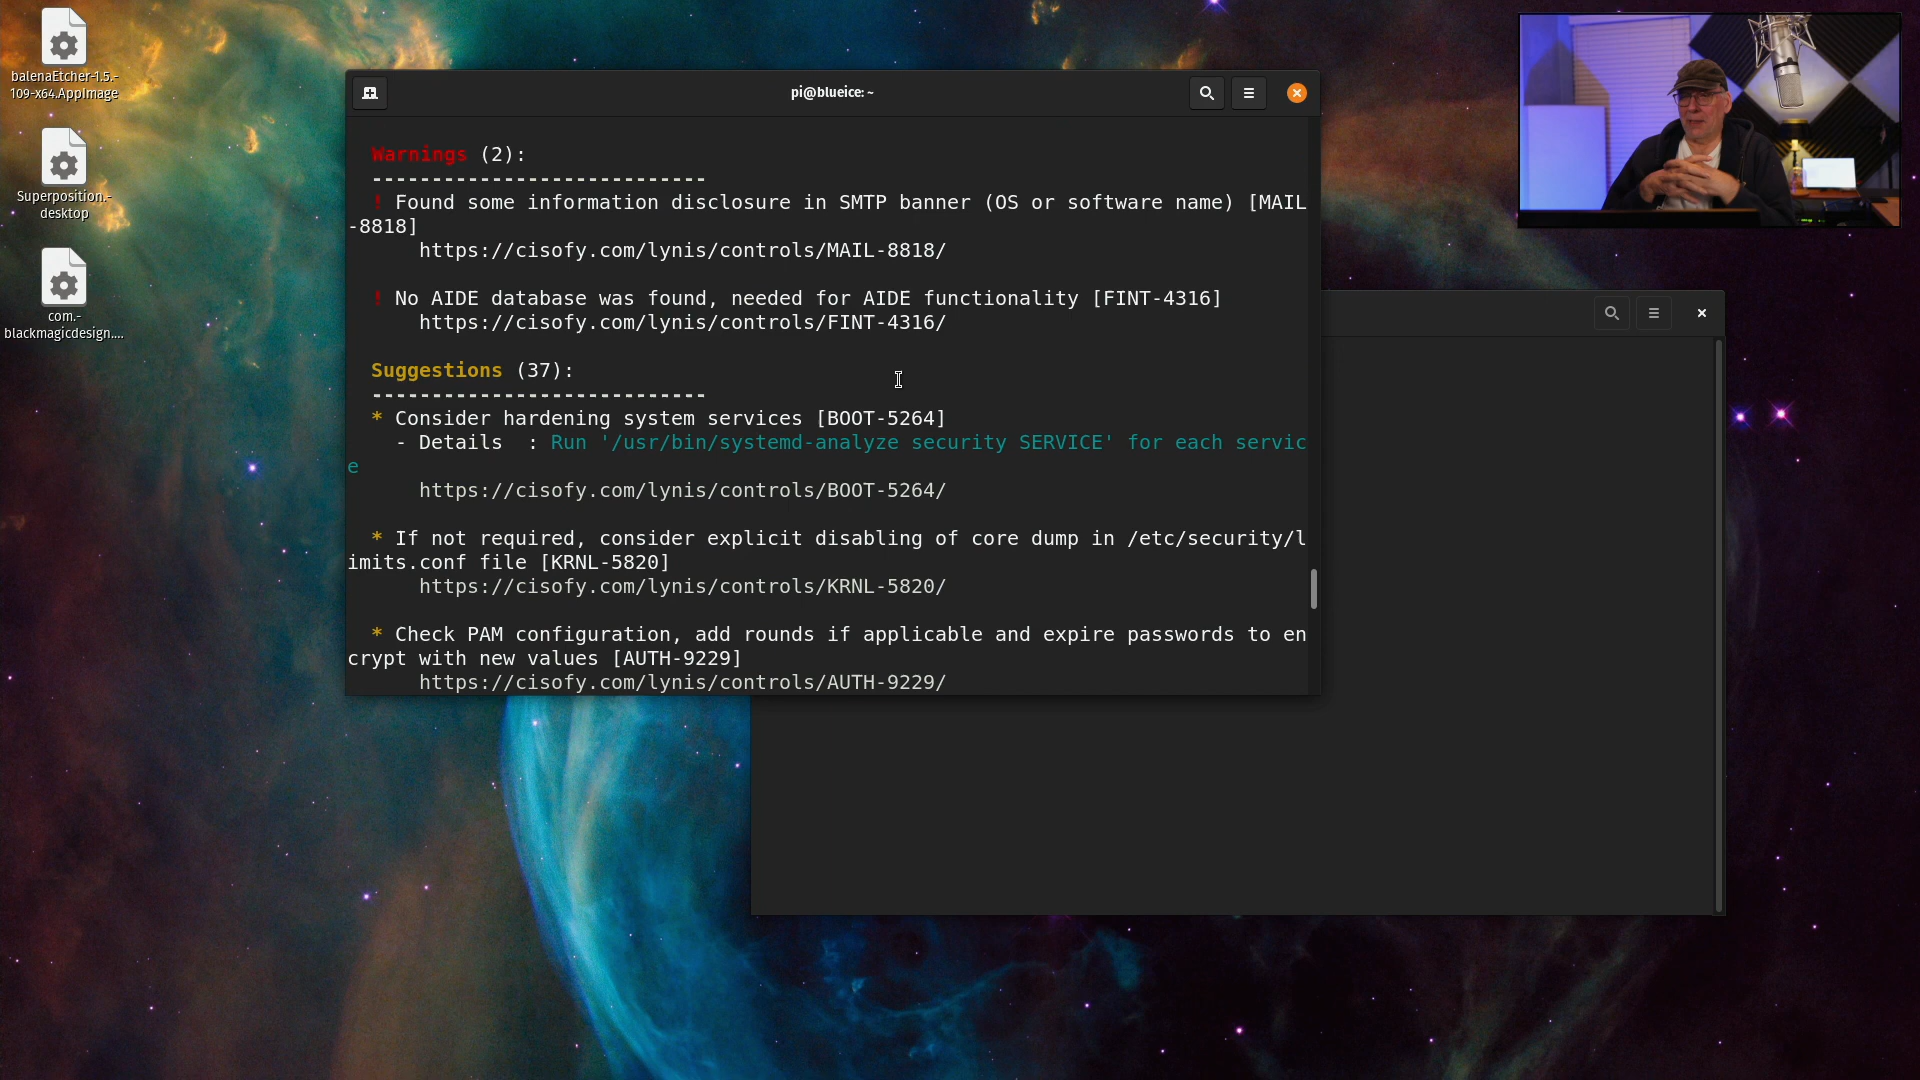 balenaEtcher-1.5.-
109-x64.AppImage
Superposition.-
desktop
com.-
blackmagicdesign....
pi@blueice: ~
Warnings (2):
----------------------------
! Found some information disclosure in SMTP banner (OS or software name) [MAIL
-8818]
https://cisofy.com/lynis/controls/MAIL-8818/
! No AIDE database was found, needed for AIDE functionality [FINT-4316]
https://cisofy.com/lynis/controls/FINT-4316/
Suggestions (37):
----------------------------
* Consider hardening system services [BOOT-5264]
- Details  : Run '/usr/bin/systemd-analyze security SERVICE' for each servic
e
https://cisofy.com/lynis/controls/BOOT-5264/
* If not required, consider explicit disabling of core dump in /etc/security/l
imits.conf file [KRNL-5820]
https://cisofy.com/lynis/controls/KRNL-5820/
* Check PAM configuration, add rounds if applicable and expire passwords to en
crypt with new values [AUTH-9229]
https://cisofy.com/lynis/controls/AUTH-9229/